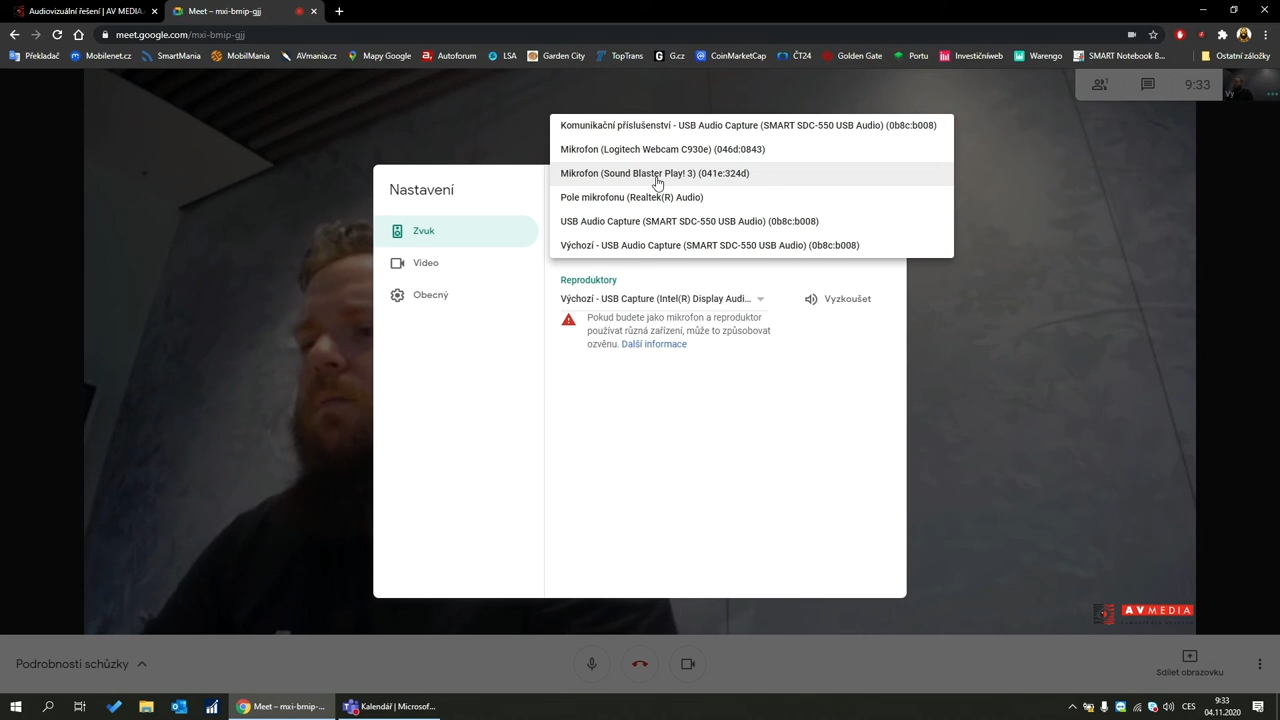 Audiovizuální řešení | AV MEDIA
Meet – mxi-bmip-gjj
meet.google.com/mxi-bmip-gjj
Překladač
Mobilenet.cz
SmartMania
AVmania.cz
Mapy Google
Autoforum
LSA
Garden City
TopTrans
G.cz
CoinMarketCap
ČT24
Golden Gate
Portu
Investičníweb
Warengo
SMART Notebook B...
Další záložky
1
9:33
Vy
Komunikační příslušenství - USB Audio Capture (SMART SDC-550 USB Audio) (0b8c:b008)
Mikrofon (Logitech Webcam C930e) (046d:0843)
Mikrofon (Sound Blaster Play! 3) (041e:324d)
Pole mikrofonu (Realtek(R) Audio)
USB Audio Capture (SMART SDC-550 USB Audio) (0b8c:b008)
Výchozí - USB Audio Capture (SMART SDC-550 USB Audio) (0b8c:b008)
Nastavení
Zvuk
Video
Obecný
Reproduktory
Výchozí - USB Capture (Intel(R) Display Audi...
Vyzkoušet
Pokud budete jako mikrofon a reproduktor
používat různá zařízení, může to způsobovat
ozvěnu. Další informace
AVMEDIA
Podrobnosti schůzky
Sdílet obrazovku
Meet – mxi-bmip-...
Kalendář | Microsof...
CES
9:33
04.11.2020